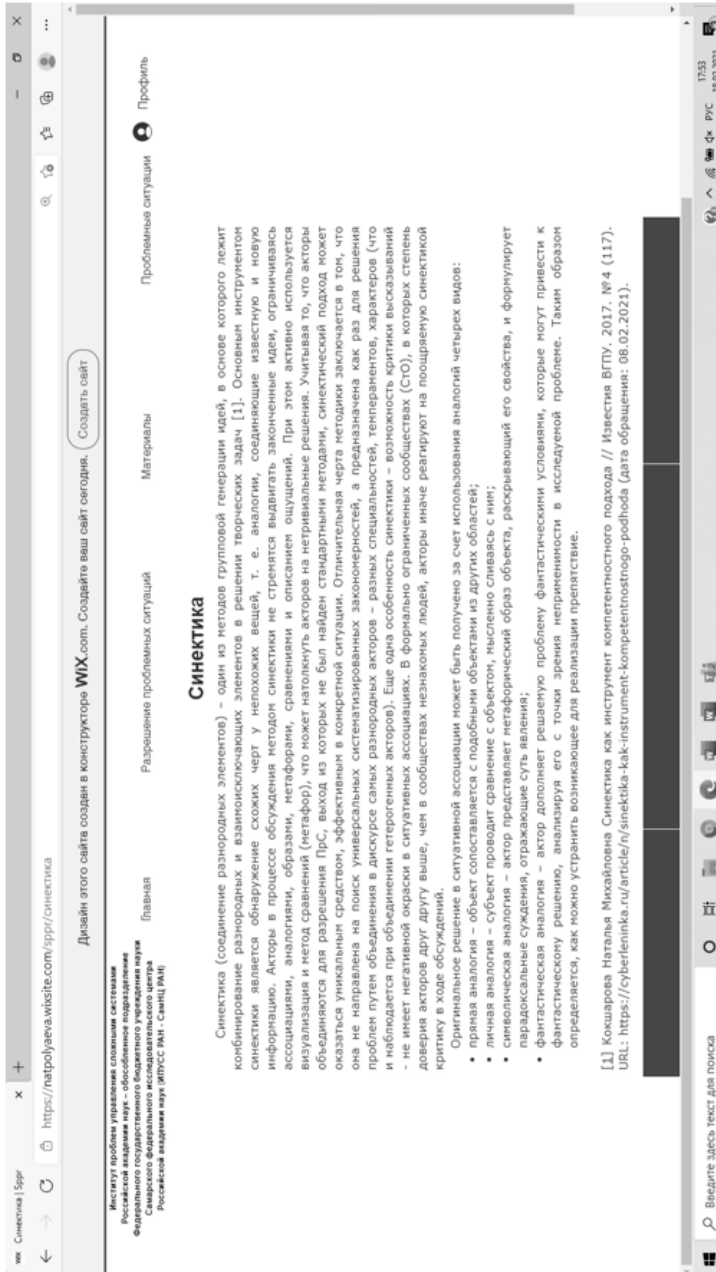 Синектика | Sppr
https://natpolyaeva.wixsite.com/sppr/синектика
Дизайн этого сайта создан в конструкторе WIX.com. Создайте ваш сайт сегодня. Создать сайт
Институт проблем управления сложными системами
Российской академии наук – обособленное подразделение
Федерального государственного бюджетного учреждения науки
Самарского федерального исследовательского центра
Российской академии наук (ИПУСС РАН - СамНЦ РАН)
Главная
Разрешение проблемных ситуаций
Материалы
Проблемные ситуации
Профиль
Синектика
Синектика (соединение разнородных элементов) – один из методов групповой генерации идей, в основе которого лежит
комбинирование разнородных и взаимоисключающих элементов в решении творческих задач [1]. Основным инструментом
синектики является обнаружение схожих черт у непохожих вещей, т. е. аналогии, соединяющие известную и новую
информацию. Акторы в процессе обсуждения методом синектики не стремятся выдвигать законченные идеи, ограничиваясь
ассоциациями, аналогиями, образами, метафорами, сравнениями и описанием ощущений. При этом активно используется
визуализация и метод сравнений (метафор), что может натолкнуть акторов на нетривиальные решения. Учитывая то, что акторы
объединяются для разрешения ПрС, выход из которых не был найден стандартными методами, синектический подход может
оказаться уникальным средством, эффективным в конкретной ситуации. Отличительная черта методики заключается в том, что
она не направлена на поиск универсальных систематизированных закономерностей, а предназначена как раз для решения
проблем путем объединения в дискурсе самых разнородных акторов – разных специальностей, темпераментов, характеров (что
и наблюдается при объединении гетерогенных акторов). Еще одна особенность синектики – возможность критики высказываний
- не имеет негативной окраски в ситуативных ассоциациях. В формально ограниченных сообществах (СтО), в которых степень
доверия акторов друг другу выше, чем в сообществах незнакомых людей, акторы иначе реагируют на поощряемую синектикой
критику в ходе обсуждений.
Оригинальное решение в ситуативной ассоциации может быть получено за счет использования аналогий четырех видов:
• прямая аналогия – объект сопоставляется с подобными объектами из других областей;
• личная аналогия – субъект проводит сравнение с объектом, мысленно сливаясь с ним;
• символическая аналогия – актор представляет метафорический образ объекта, раскрывающий его свойства, и формулирует
парадоксальные суждения, отражающие суть явления;
• фантастическая аналогия – актор дополняет решаемую проблему фантастическими условиями, которые могут привести к
фантастическому решению, анализируя его с точки зрения неприменимости в исследуемой проблеме. Таким образом
определяется, как можно устранить возникающее для реализации препятствие.
[1] Кокшарова Наталья Михайловна Синектика как инструмент компетентностного подхода // Известия ВГПУ. 2017. №4 (117).
URL: https://cyberleninka.ru/article/n/sinektika-kak-instrument-kompetentnostnogo-podhoda (дата обращения: 08.02.2021).
Введите здесь текст для поиска
РУС
17:53